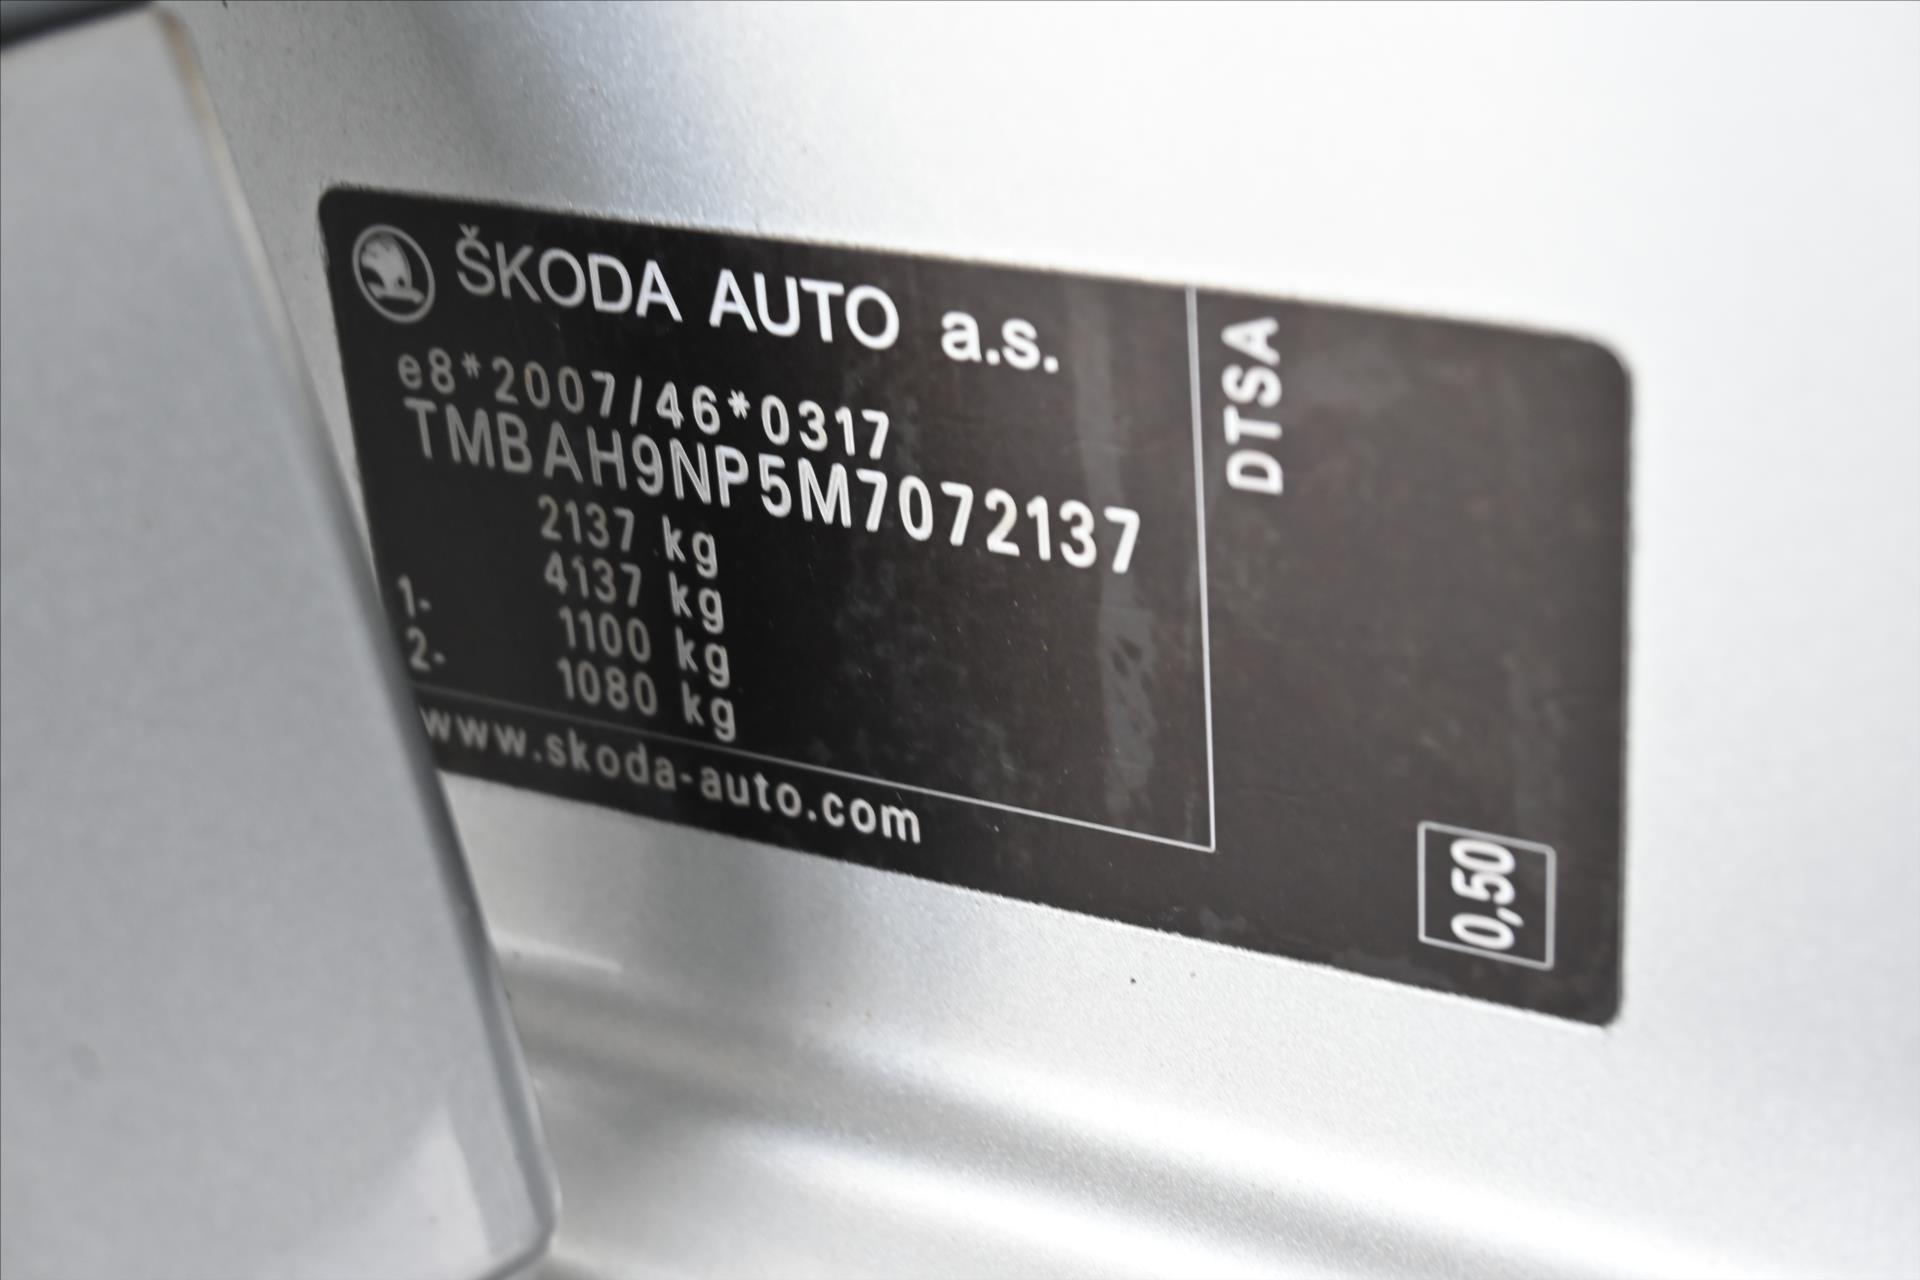 ŠKODA AUTO a.s.
e8*2007/46*0317
TMBAH9NP5M7072137
2137 kg
4137 kg
1- 1100 kg
2- 1080 kg
www.skoda-auto.com
DTSA
0,50